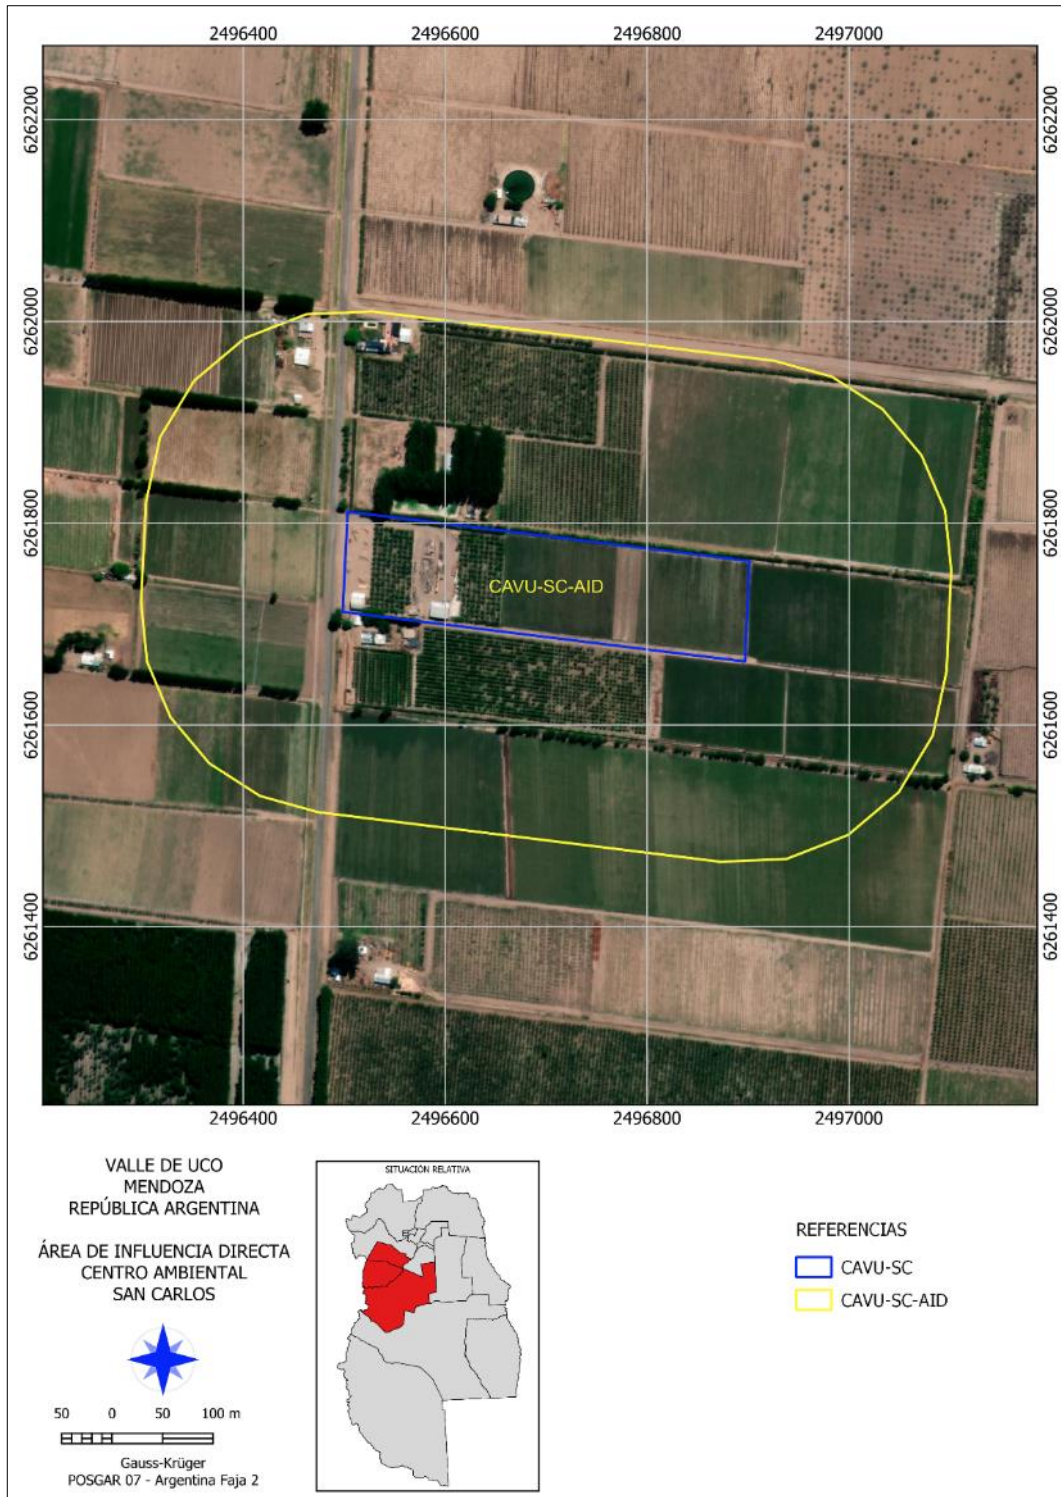 2496400 2496600 2496800 2497000
6262200 6262200
6262000 6262000
6261800 6261800
CAVU-SC-AID
6261600 6261600
6261400 6261400
2496400 2496600 2496800 2497000
VALLE DE UCO
MENDOZA
REPÚBLICA ARGENTINA
ÁREA DE INFLUENCIA DIRECTA
CENTRO AMBIENTAL
SAN CARLOS
50 0 50 100 m
Gauss-Krüger
POSGAR 07 - Argentina Faja 2
SITUACIÓN RELATIVA
REFERENCIAS
CAVU-SC
CAVU-SC-AID